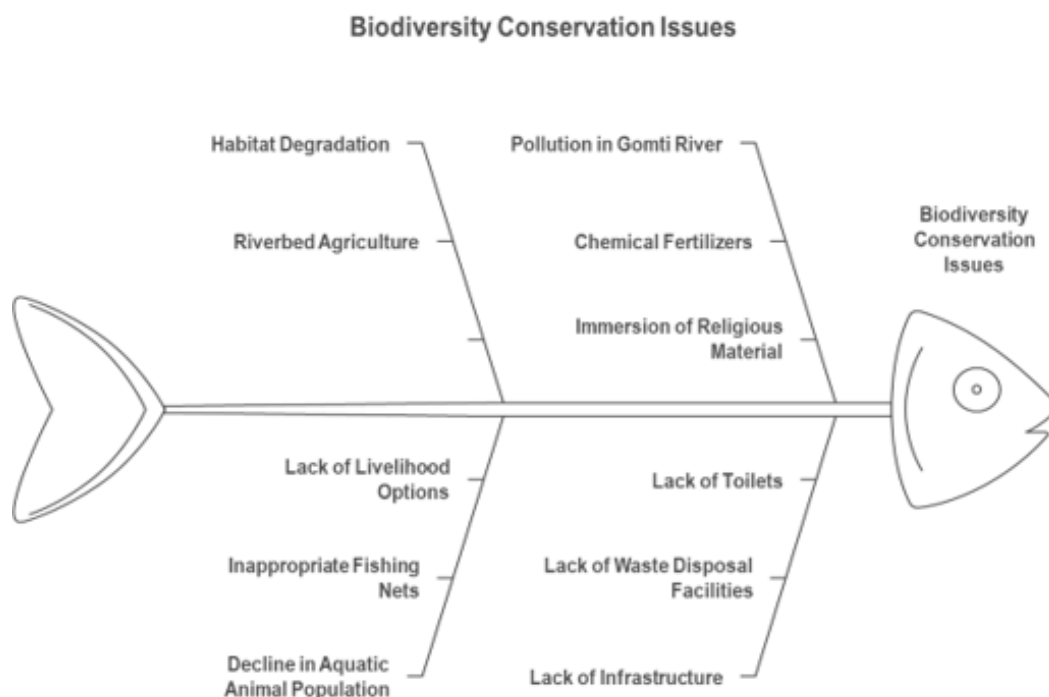 Biodiversity Conservation Issues
Habitat Degradation
Pollution in Gomti River
Biodiversity
Conservation
Issues
Riverbed Agriculture
Chemical Fertilizers
Immersion of Religious
Material
Lack of Livelihood
Options
Lack of Toilets
Inappropriate Fishing
Nets
Lack of Waste Disposal
Facilities
Decline in Aquatic
Animal Population
Lack of Infrastructure